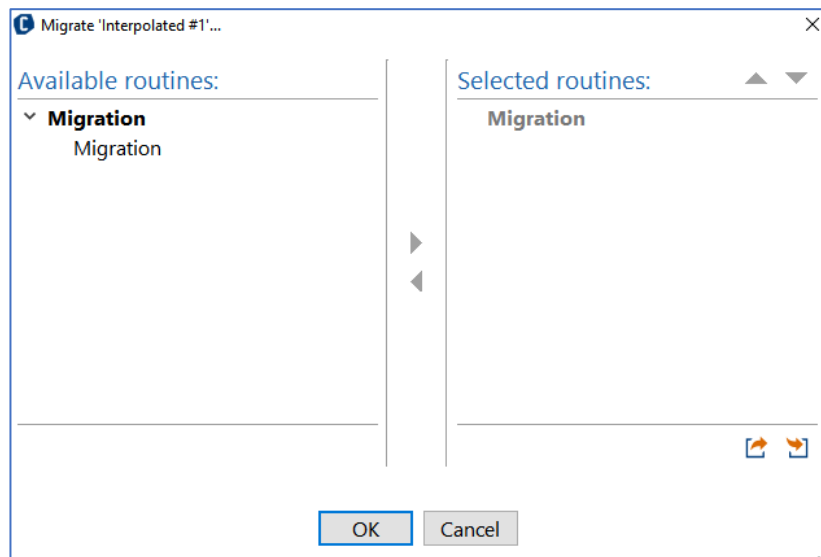 Migrate 'Interpolated #1'...
Available routines:
Migration
Migration
Selected routines:
Migration
OK
Cancel